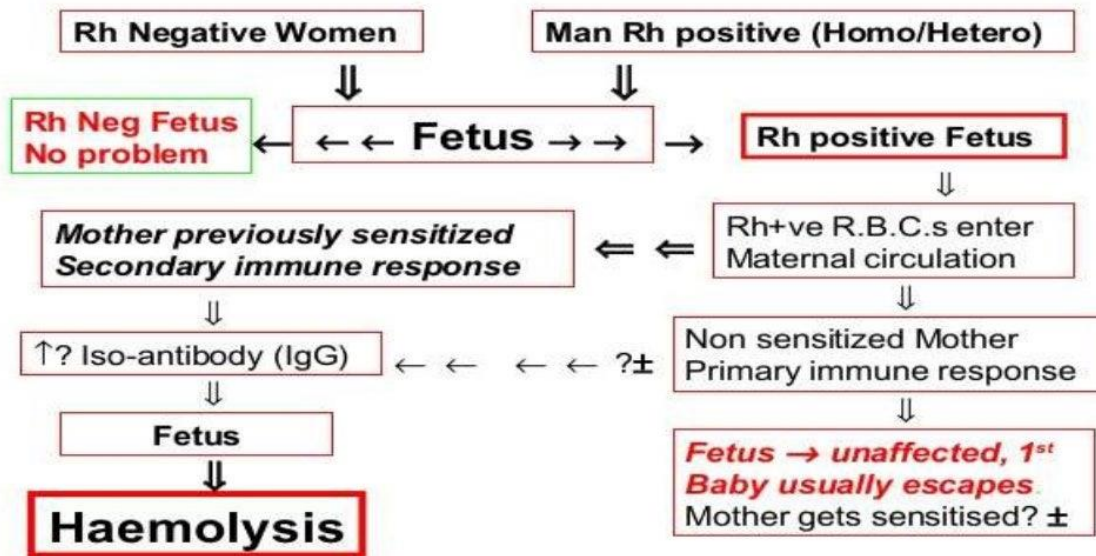 Rh Negative Women
Man Rh positive (Homo/Hetero)
⇓ ⇓
Rh Neg Fetus
No problem
← ← ← Fetus → → →
Rh positive Fetus
⇓
Mother previously sensitized
Secondary immune response
⇐ ⇐
Rh+ve R.B.C.s enter
Maternal circulation
⇓ ⇓
↑? Iso-antibody (IgG)
← ← ← ← ?±
Non sensitized Mother
Primary immune response
⇓ ⇓
Fetus
⇓
Haemolysis
Fetus → unaffected, 1st
Baby usually escapes.
Mother gets sensitised? ±